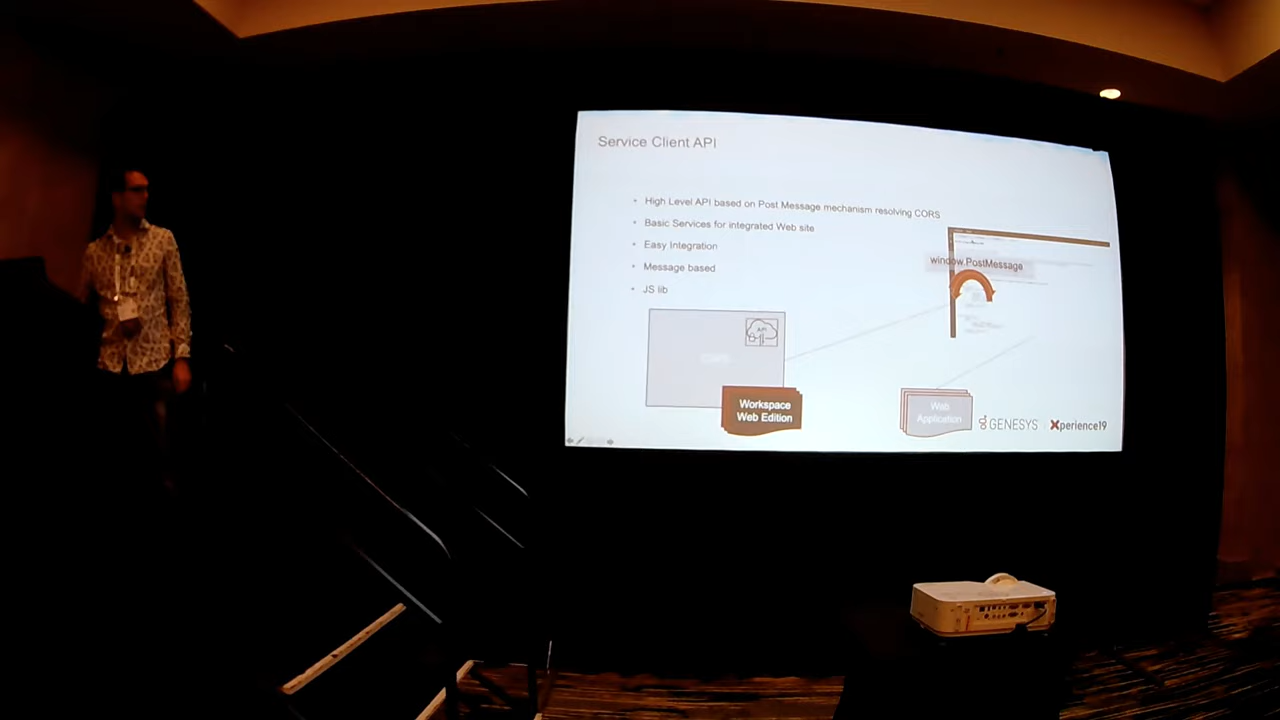 Service Client API
• High Level API based on Post Message mechanism resolving CORS
• Basic Services for integrated Web site
• Easy Integration
• Message based
• JS lib
window.PostMessage
API
Workspace
Web Edition
Web
Application
GENESYS
Xperience19